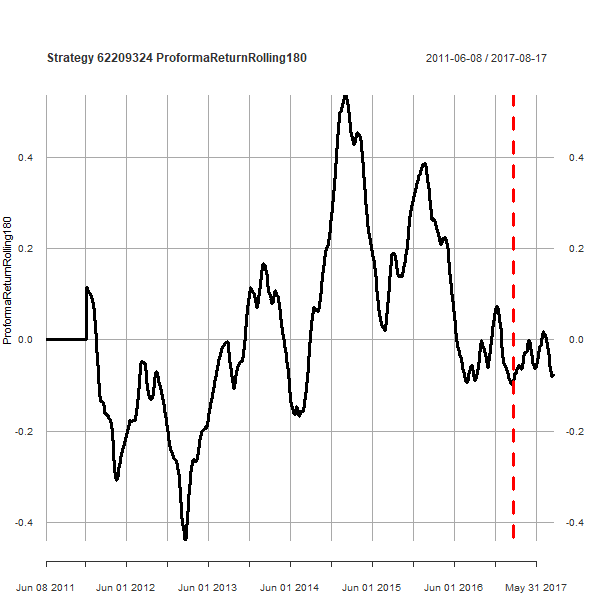 Strategy 62209324 ProformaReturnRolling180
2011-06-08 / 2017-08-17
ProformaReturnRolling180
0.4 0.4
0.2 0.2
0.0 0.0
-0.2 -0.2
-0.4 -0.4
Jun 08 2011 Jun 01 2012 Jun 01 2013 Jun 01 2014 Jun 01 2015 Jun 01 2016 May 31 2017